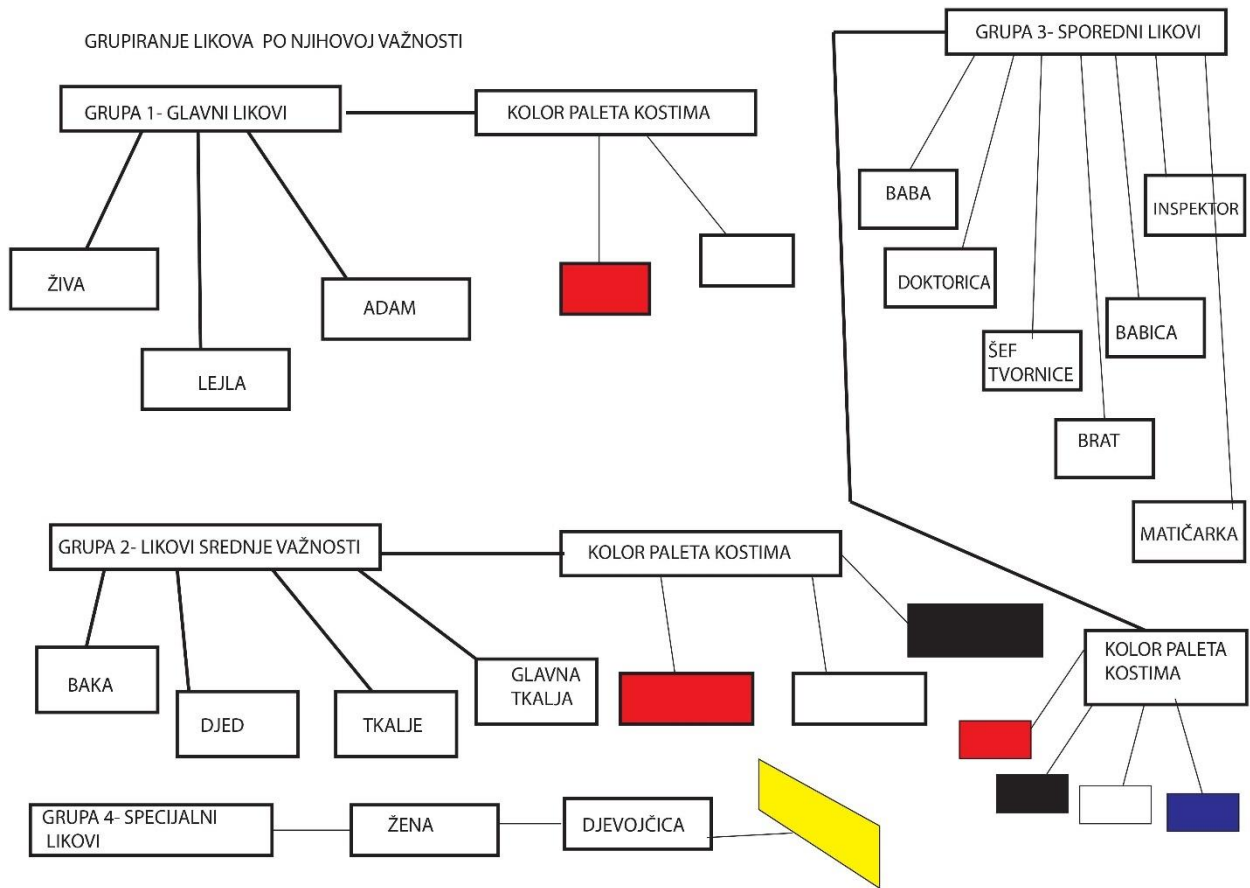 GRUPIRANJE LIKOVA PO NJIHOVOJ VAŽNOSTI
GRUPA 1- GLAVNI LIKOVI
KOLOR PALETA KOSTIMA
ŽIVA
LEJLA
ADAM
GRUPA 3- SPOREDNI LIKOVI
BABA
DOKTORICA
ŠEF
TVORNICE
BRAT
BABICA
INSPEKTOR
MATIČARKA
KOLOR PALETA
KOSTIMA
GRUPA 2- LIKOVI SREDNJE VAŽNOSTI
KOLOR PALETA KOSTIMA
BAKA
DJED
TKALJE
GLAVNA
TKALJA
GRUPA 4- SPECIJALNI
LIKOVI
ŽENA
DJEVOJČICA